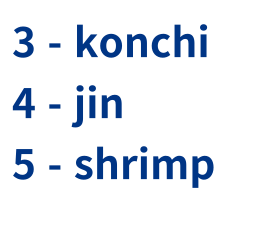 3 - konchi
4 - jin
5 - shrimp